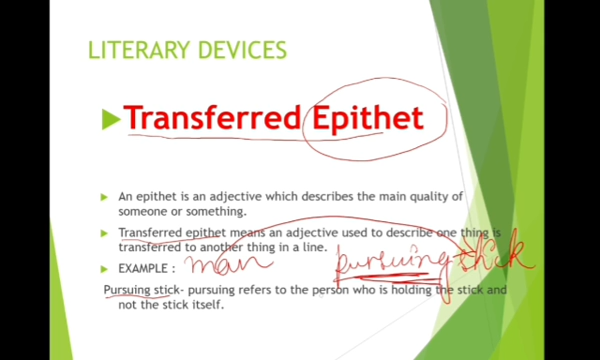 LITERARY DEVICES
Transferred Epithet
An epithet is an adjective which describes the main quality of
someone or something.
Transferred epithet means an adjective used to describe one thing is
transferred to another thing in a line.
EXAMPLE : man pursuing stick
Pursuing stick- pursuing refers to the person who is holding the stick and
not the stick itself.